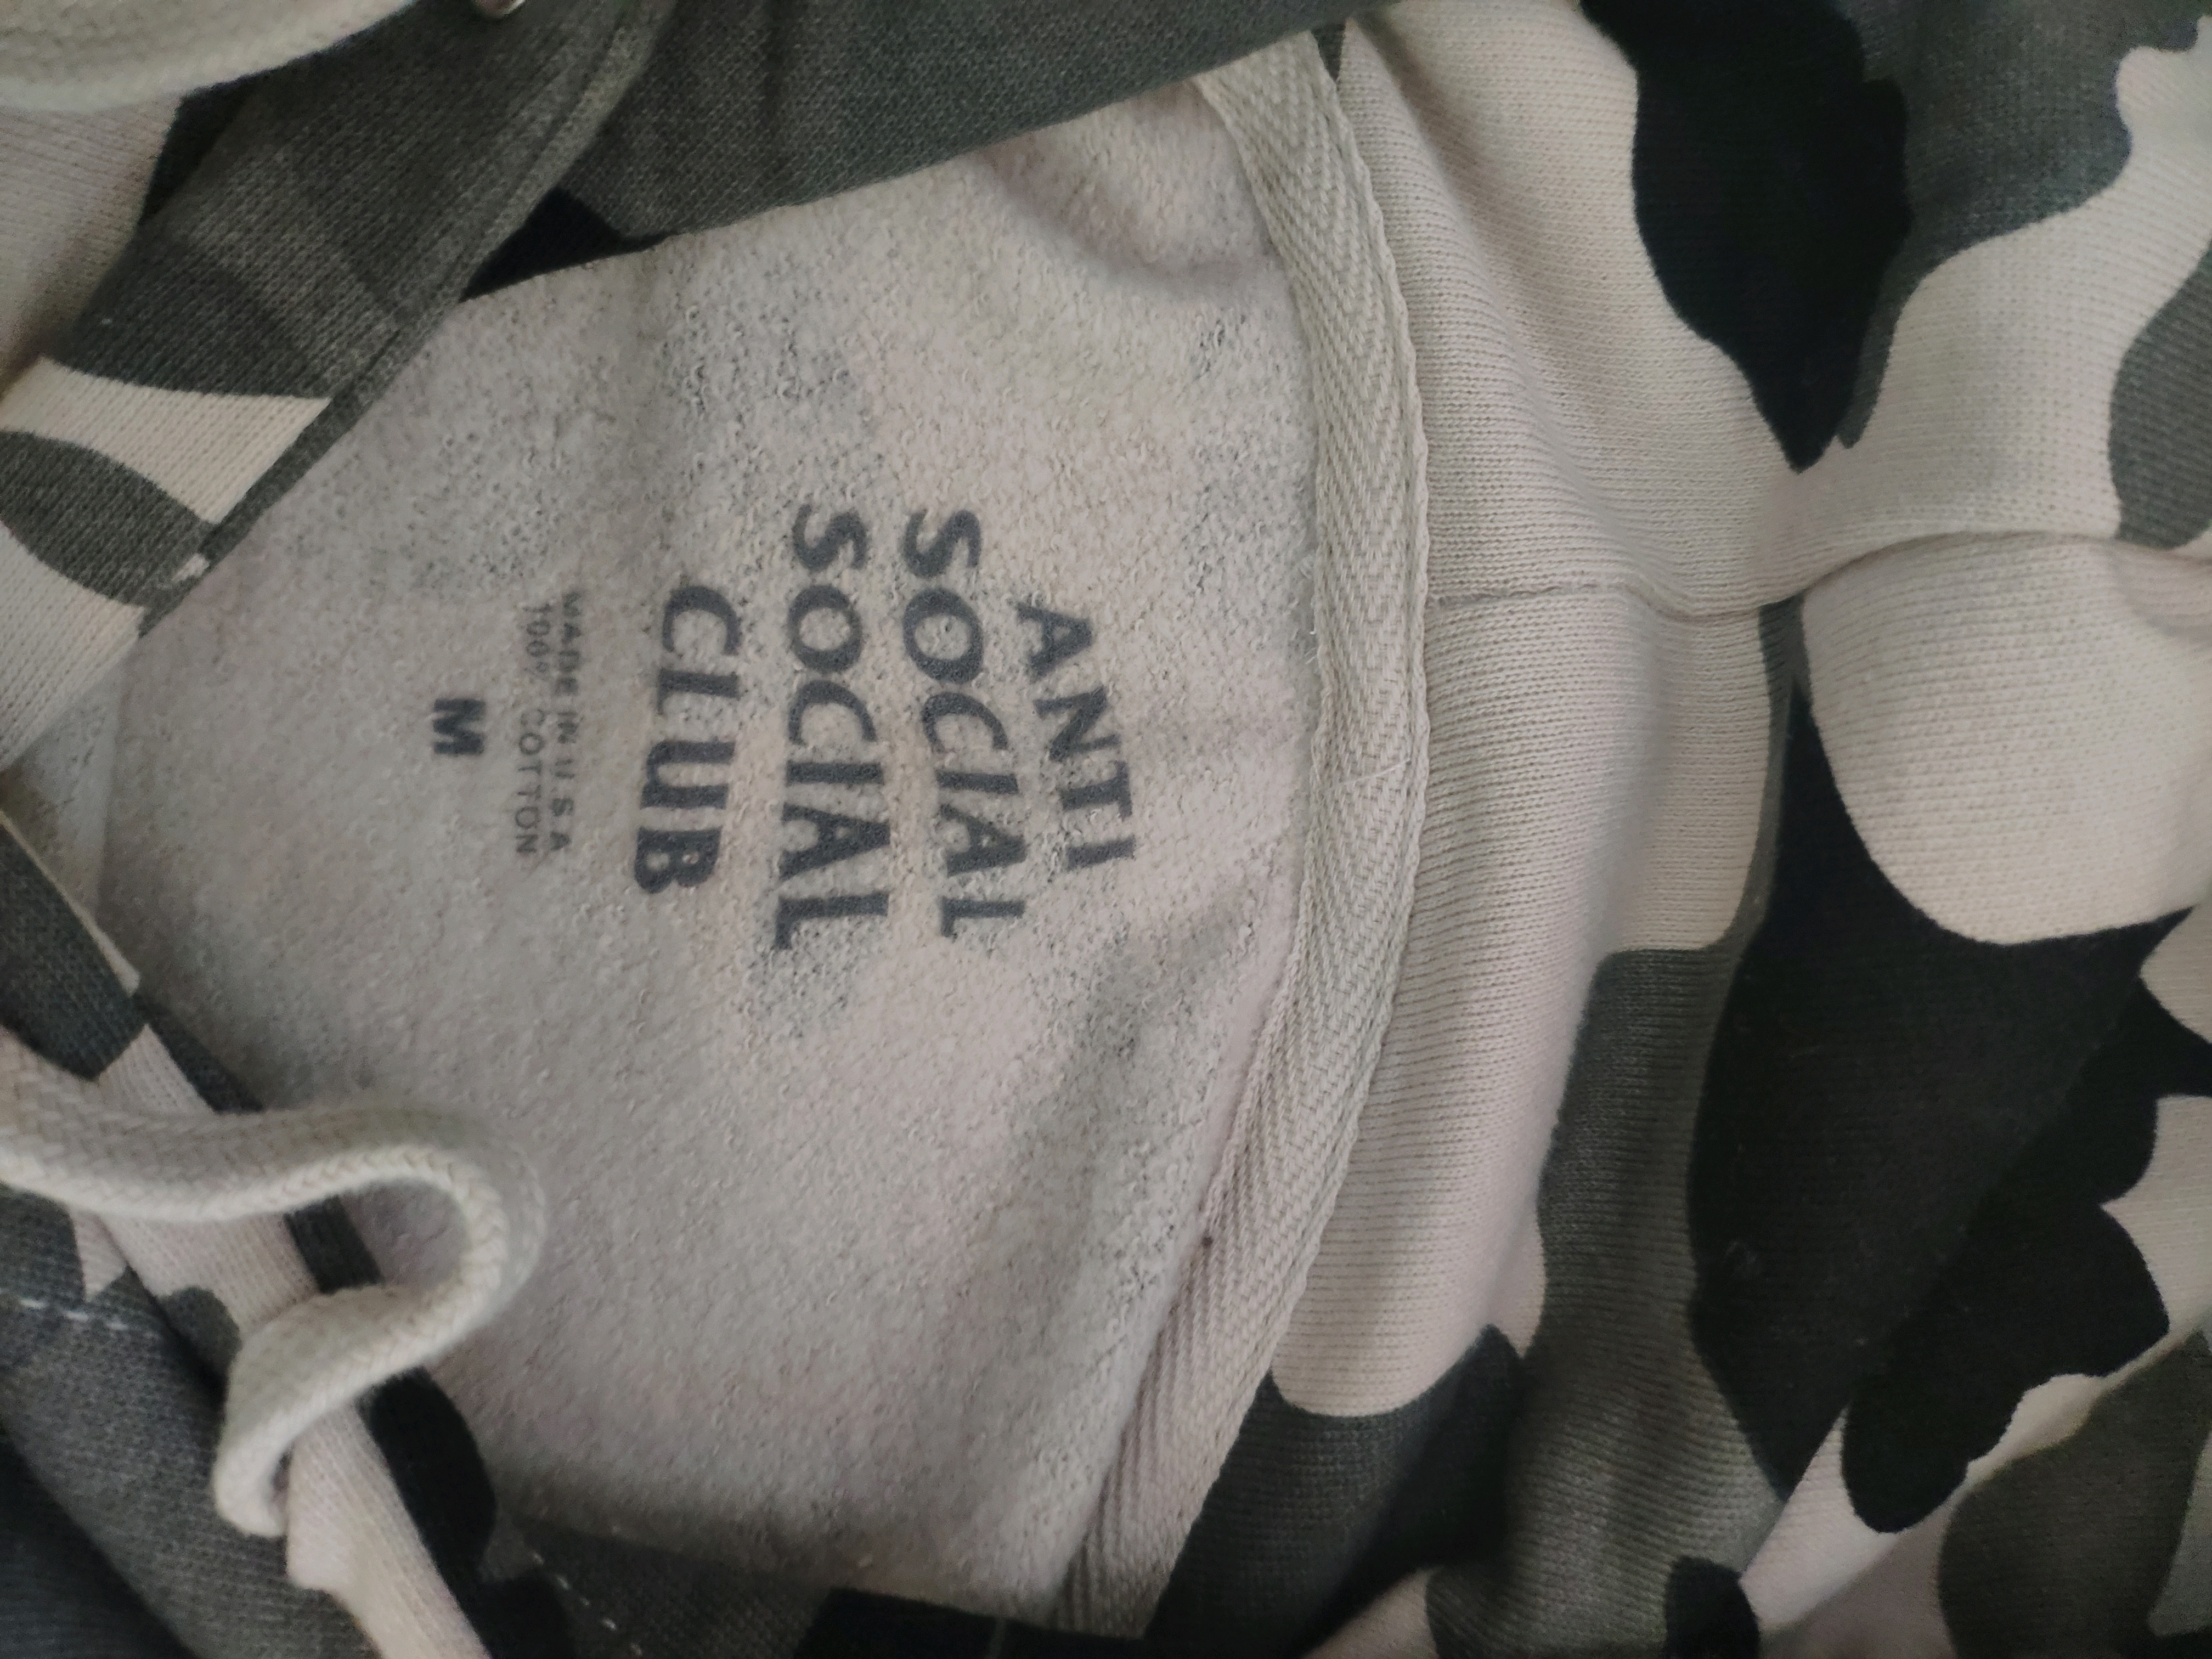 ANTI
SOCIAL
SOCIAL
CLUB
MADE IN U.S.A
100% COTTON
M